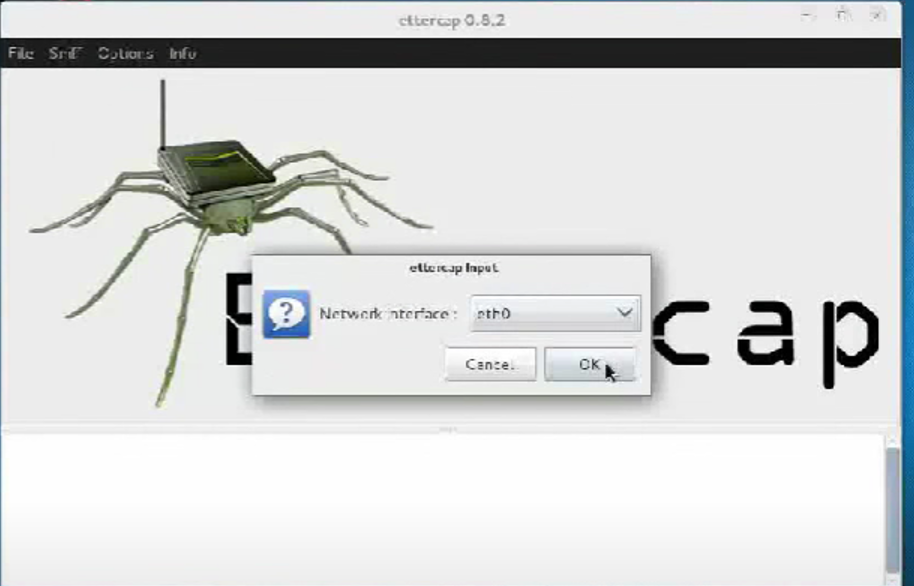 ettercap 0.8.2
File Sniff Options Info
ettercap Input
Network interface : eth0
Cancel OK
E cap